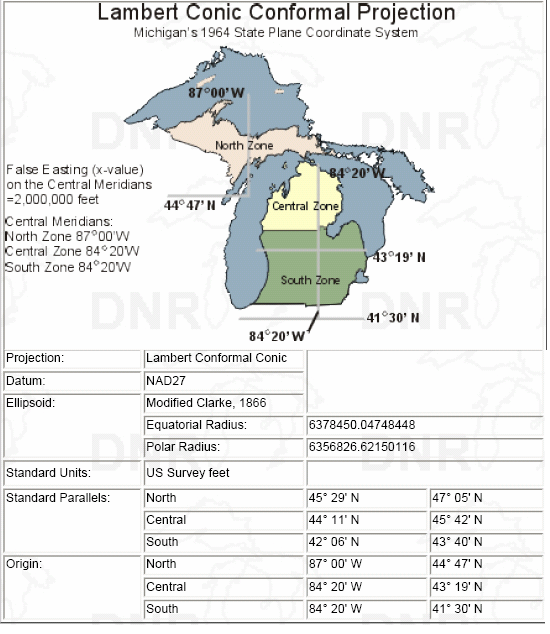 Lambert Conic Conformal Projection
Michigan's 1964 State Plane Coordinate System
DNR DNR
87°00' W
North Zone
False Easting (x-value)
on the Central Meridians
=2,000,000 feet
84°20' W
44°47' N
Central Zone
Central Meridians:
North Zone 87°00'W
Central Zone 84°20'W
South Zone 84°20'W
43°19' N
South Zone
DNR DNR
41°30' N
84°20' W
Projection: Lambert Conformal Conic
Datum: NAD27
Ellipsoid: Modified Clarke, 1866
Equatorial Radius: 6378450.04748448
Polar Radius: 6356826.62150116
Standard Units: US Survey feet
Standard Parallels: North 45° 29' N 47° 05' N
Central 44° 11' N 45° 42' N
South 42° 06' N 43° 40' N
Origin: North 87° 00' W 44° 47' N
Central 84° 20' W 43° 19' N
South 84° 20' W 41° 30' N